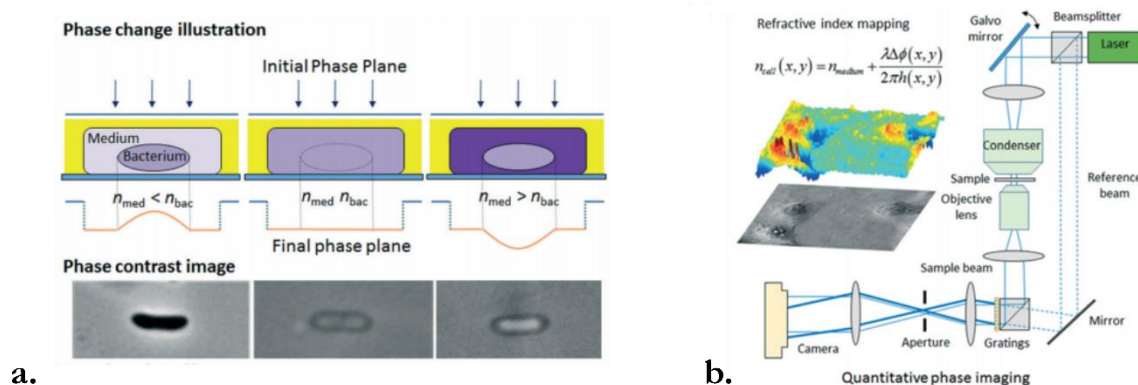 Phase change illustration
Initial Phase Plane
Medium
Bacterium
n_med < n_bac
n_med n_bac
n_med > n_bac
Final phase plane
Phase contrast image
a.
Refractive index mapping
n_cell(x, y) = n_medium + λΔϕ(x, y) / 2πh(x, y)
Galvo
mirror
Beamsplitter
Laser
Condenser
Sample
Objective
lens
Reference
beam
Sample beam
Camera
Aperture
Gratings
Mirror
Quantitative phase imaging
b.